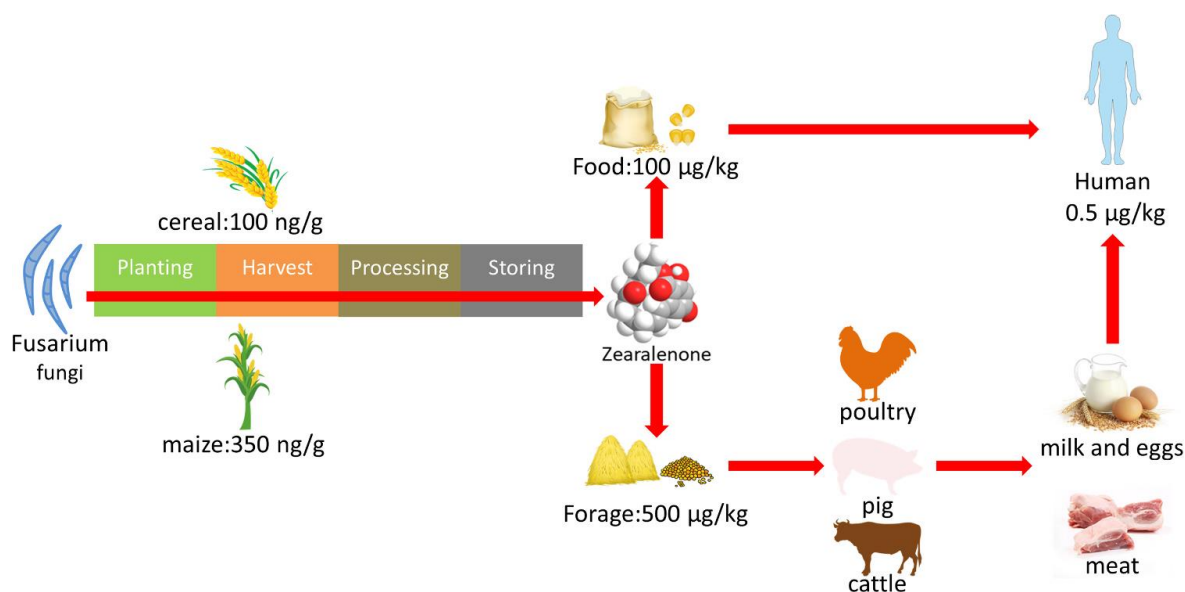 Fusarium
fungi
cereal:100 ng/g
Planting
Harvest
Processing
Storing
maize:350 ng/g
Food:100 µg/kg
Zearalenone
Forage:500 µg/kg
poultry
pig
cattle
Human
0.5 µg/kg
milk and eggs
meat